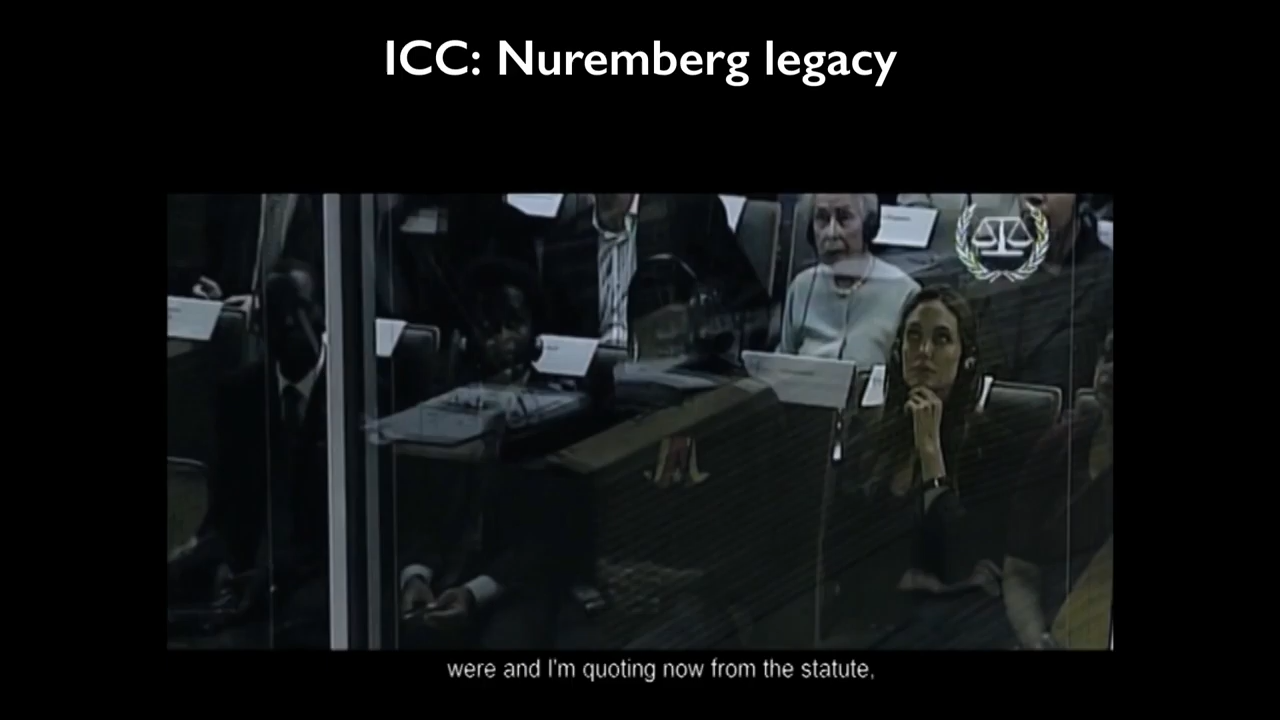 ICC: Nuremberg legacy
were and I'm quoting now from the statute,